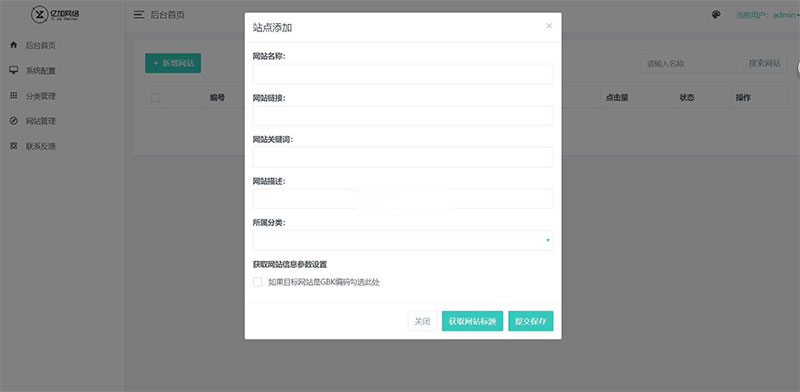 亿加网络
Yi Jia Wangluo
后台首页
当前用户：admin
后台首页
系统配置
分类管理
网站管理
联系反馈
+ 新增网站
请输入名称
搜索网站
编号
点击量
状态
操作
站点添加
×
网站名称：
网站链接：
网站关键词：
网站描述：
所属分类：
获取网站信息参数设置
如果目标网站是GBK编码勾选此处
关闭
获取网站标题
提交保存